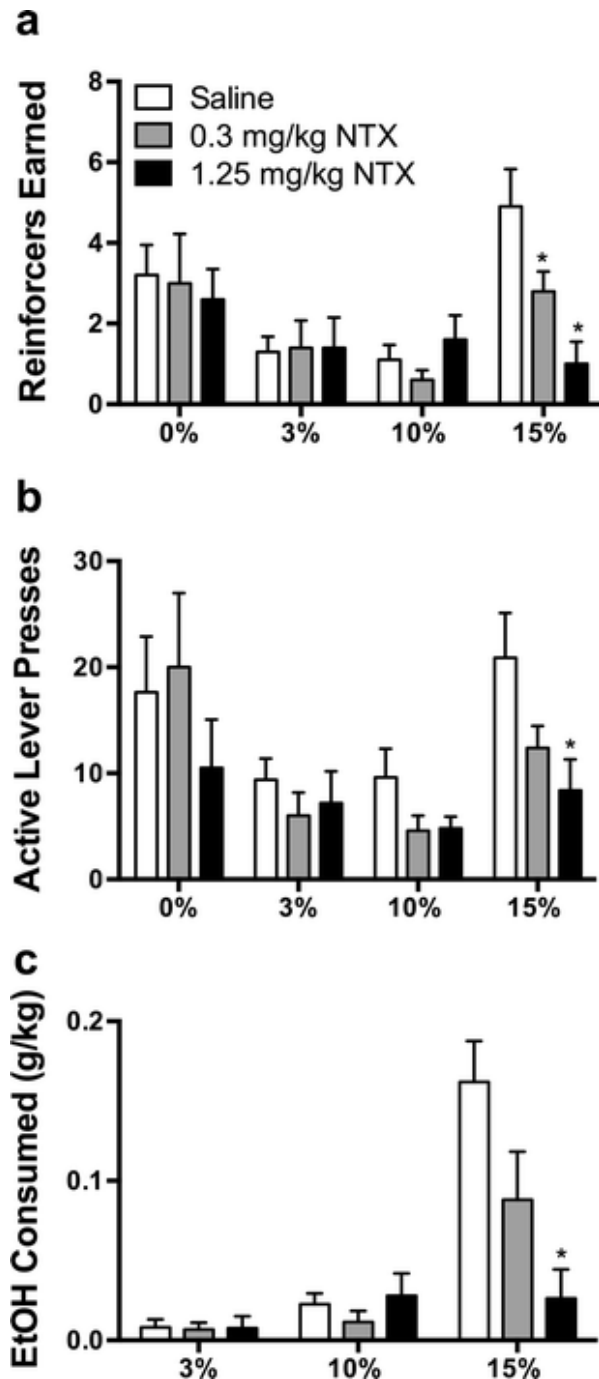 a
Reinforcers Earned
8
6
4
2
0
Saline
0.3 mg/kg NTX
1.25 mg/kg NTX
* *
0% 3% 10% 15%
b
Active Lever Presses
30
20
10
0
*
0% 3% 10% 15%
c
EtOH Consumed (g/kg)
0.2
0.1
0.0
*
3% 10% 15%